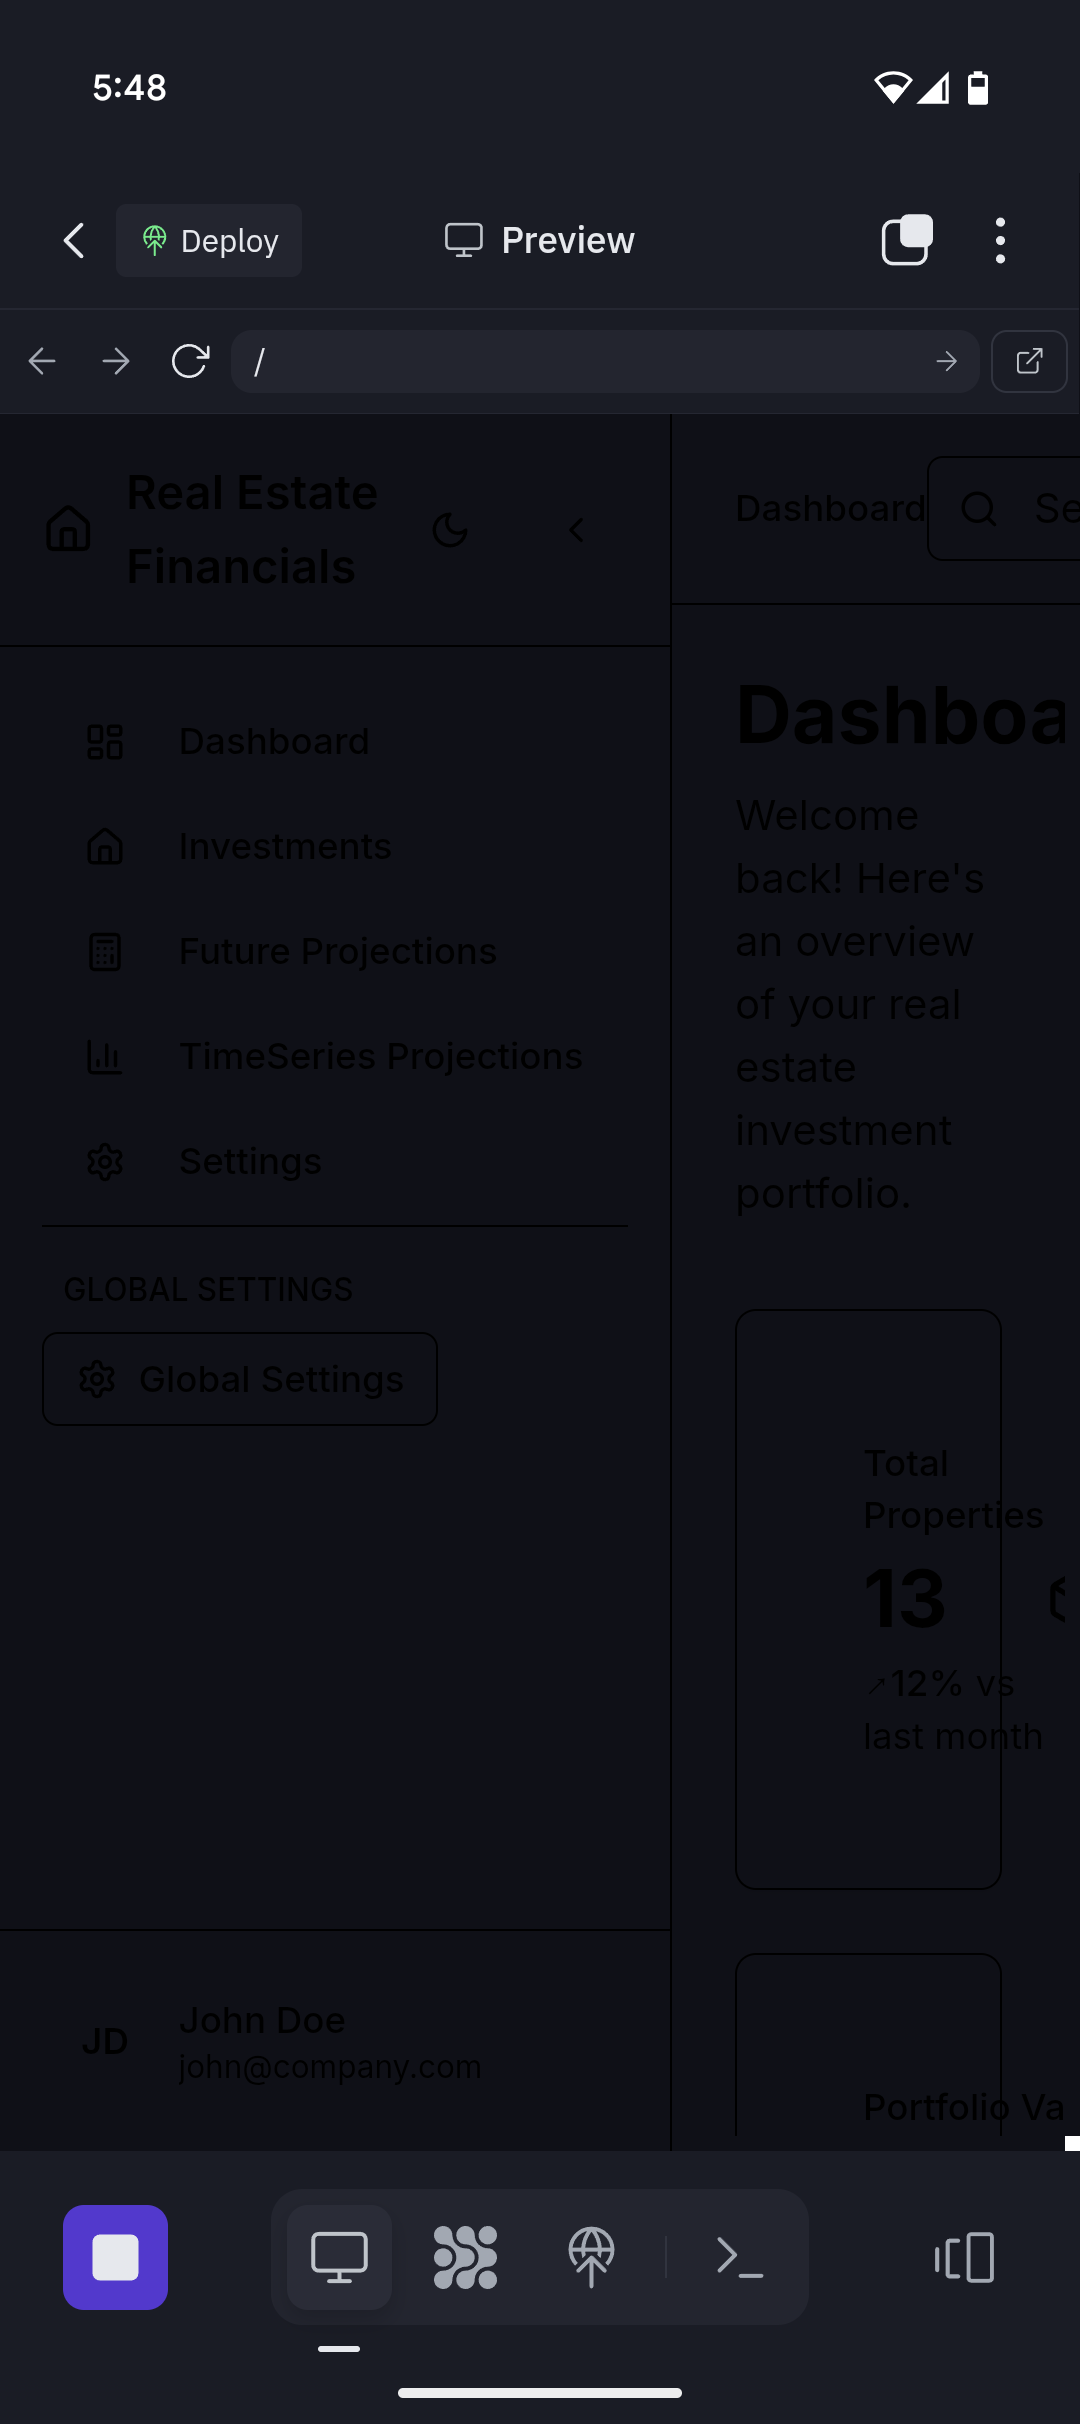 5:48
Deploy
Preview
/
Real Estate
Financials
Dashboard
Investments
Future Projections
TimeSeries Projections
Settings
GLOBAL SETTINGS
Global Settings
JD
John Doe
john@company.com
Dashboard
Se
Dashboa
Welcome
back! Here's
an overview
of your real
estate
investment
portfolio.
Total
Properties
13
↗12% vs
last month
Portfolio Va